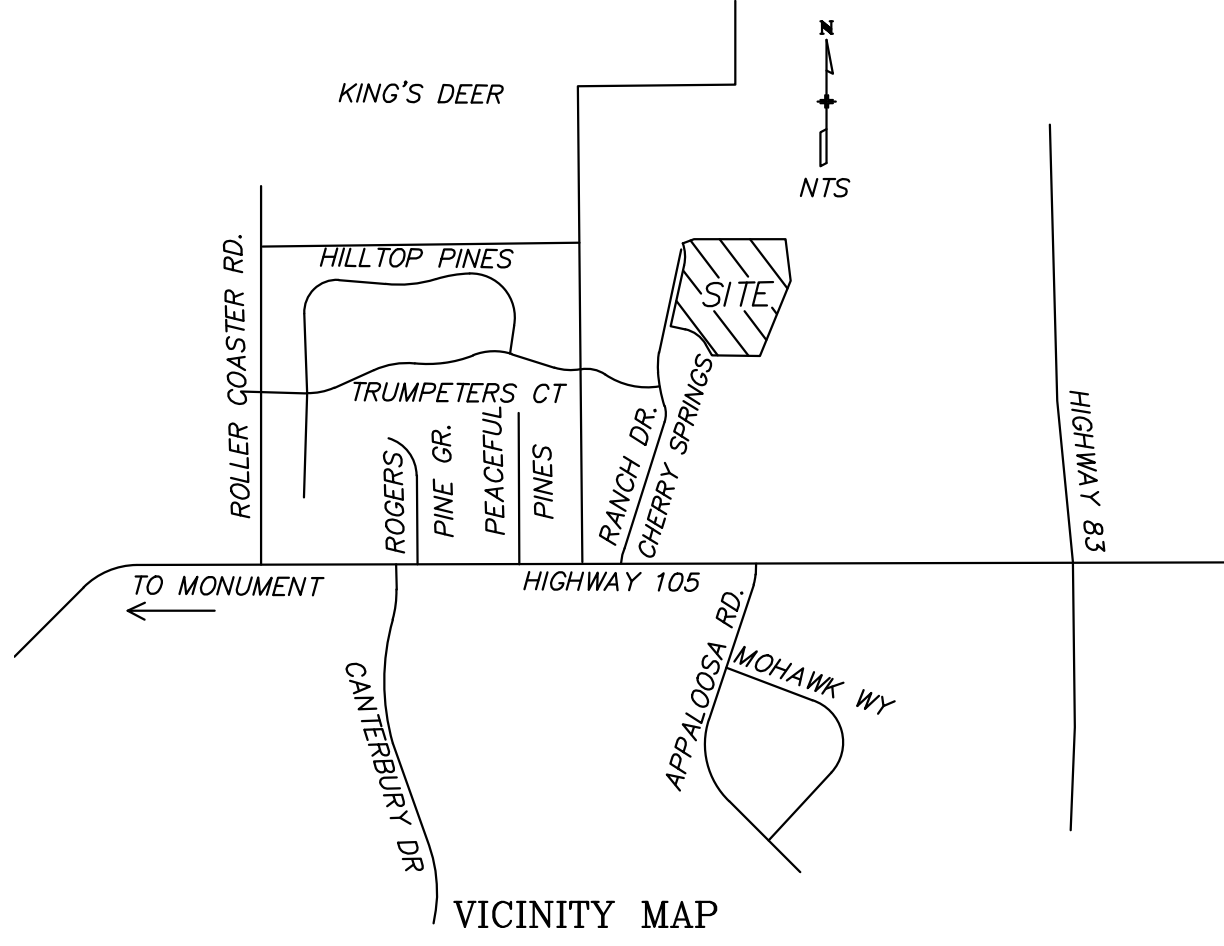 N
KING'S DEER
NTS
HILLTOP PINES
ROLLER COASTER RD.
SITE
TRUMPETERS CT
ROGERS
PINE GR.
PEACEFUL
PINES
RANCH DR.
CHERRY SPRINGS
HIGHWAY 83
TO MONUMENT
HIGHWAY 105
CANTERBURY DR
APPALOOSA RD.
MOHAWK WY
VICINITY MAP